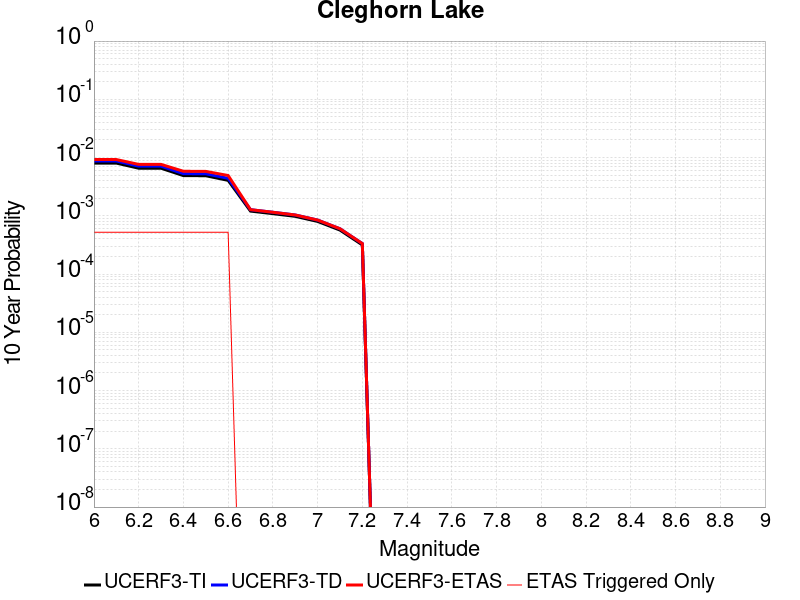 Cleghorn Lake
10 0
10 -1
10 -2
10 -3
10 -4
10 -5
10 -6
10 -7
10 -8
10 Year Probability
6 6.2 6.4 6.6 6.8 7 7.2 7.4 7.6 7.8 8 8.2 8.4 8.6 8.8 9
Magnitude
UCERF3-TI UCERF3-TD UCERF3-ETAS ETAS Triggered Only